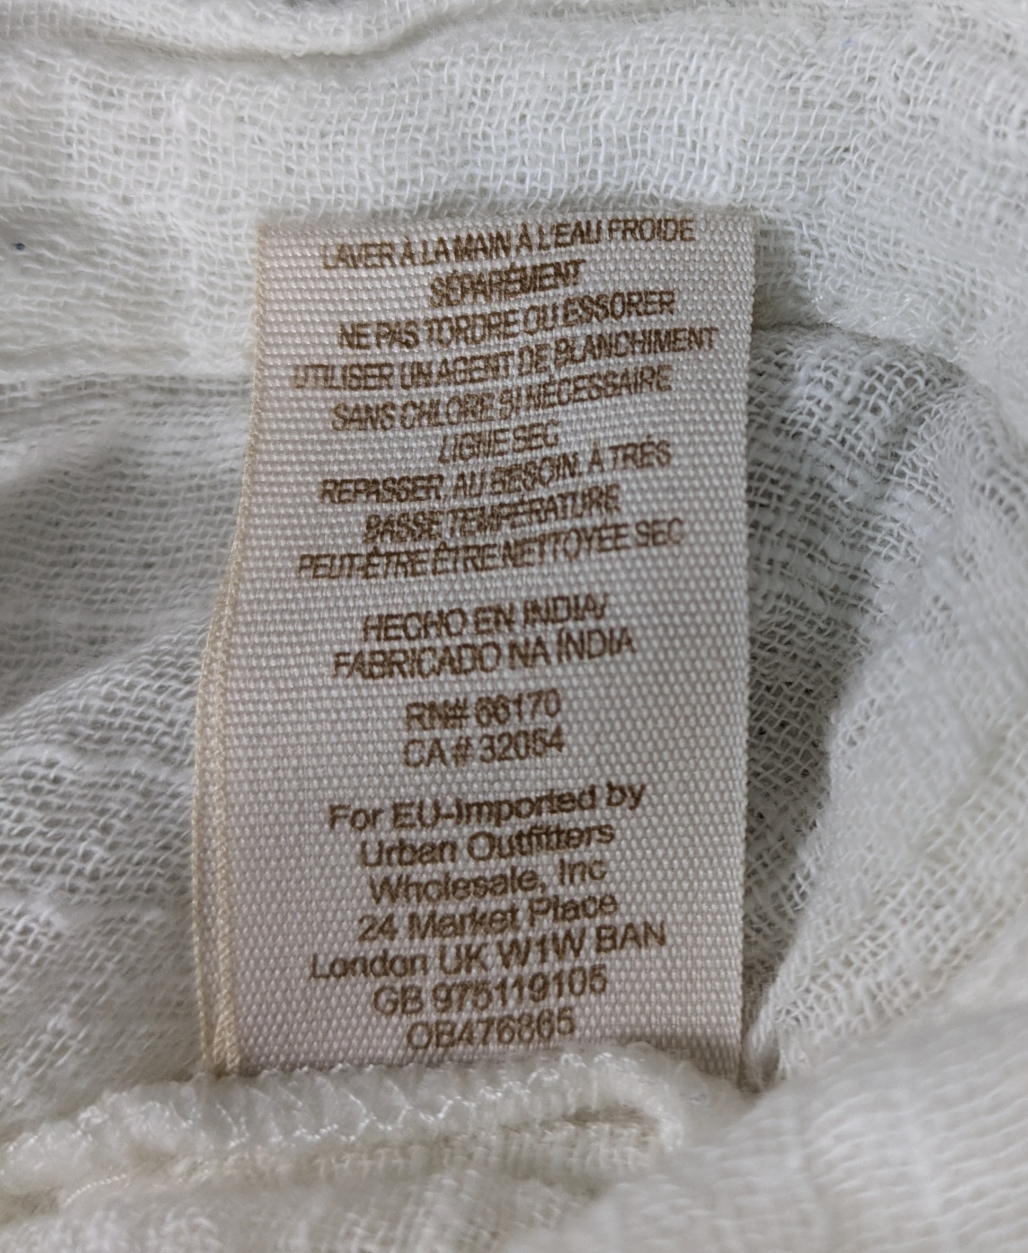 LAVER À LA MAIN À L'EAU FROIDE
SÉPARÉMENT
NE PAS TORDRE OU ESSORER
UTILISER UN AGENT DE BLANCHIMENT
SANS CHLORE SI NÉCESSAIRE
LIGNE SEC
REPASSER, AU BESOIN, À TRÈS
BASSE TEMPÉRATURE
PEUT-ÊTRE ÊTRE NETTOYÉE SEC
HECHO EN INDIA/
FABRICADO NA ÍNDIA
RN# 66170
CA # 32054
For EU-Imported by
Urban Outfitters
Wholesale, Inc
24 Market Place
London UK W1W BAN
GB 975119105
OB476865